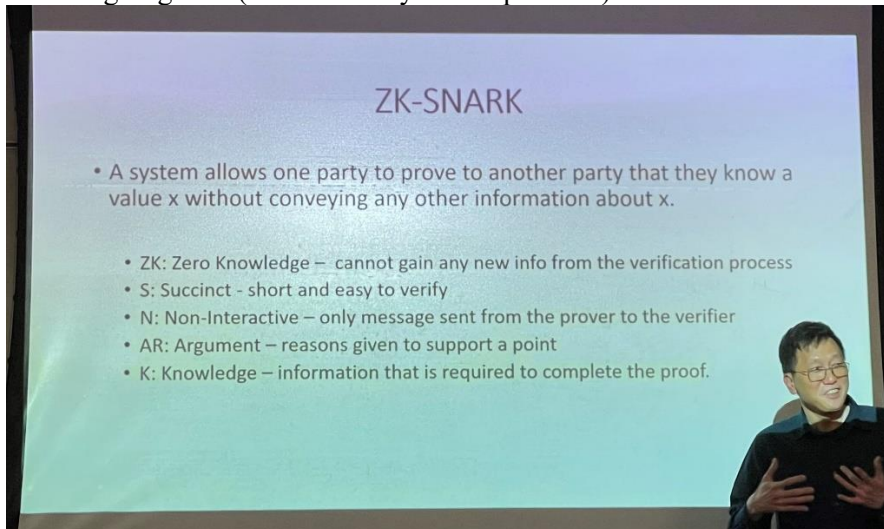 ZK-SNARK
• A system allows one party to prove to another party that they know a
value x without conveying any other information about x.
• ZK: Zero Knowledge – cannot gain any new info from the verification process
• S: Succinct - short and easy to verify
• N: Non-Interactive – only message sent from the prover to the verifier
• AR: Argument – reasons given to support a point
• K: Knowledge – information that is required to complete the proof.